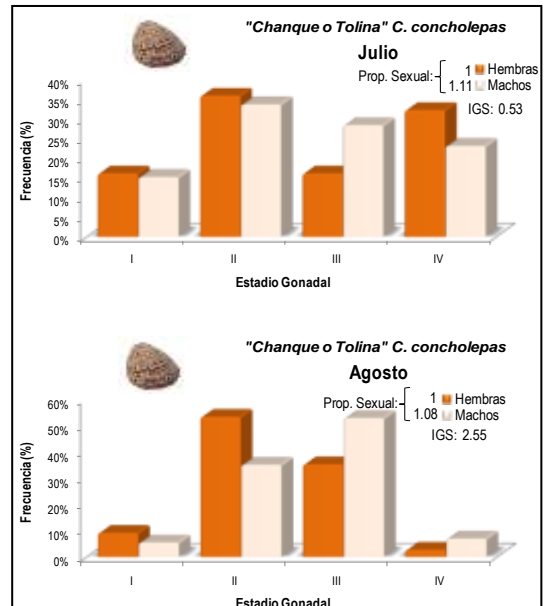 "Chanque o Tolina" C. concholepas
Julio
Prop. Sexual:
1 Hembras
1.11 Machos
IGS: 0.53
Frecuencia (%)
40%
35%
30%
25%
20%
15%
10%
5%
0%
I II III IV
Estadio Gonadal
"Chanque o Tolina" C. concholepas
Agosto
Prop. Sexual:
1 Hembras
1.08 Machos
IGS: 2.55
Frecuencia (%)
60%
50%
40%
30%
20%
10%
0%
I II III IV
Estadio Gonadal